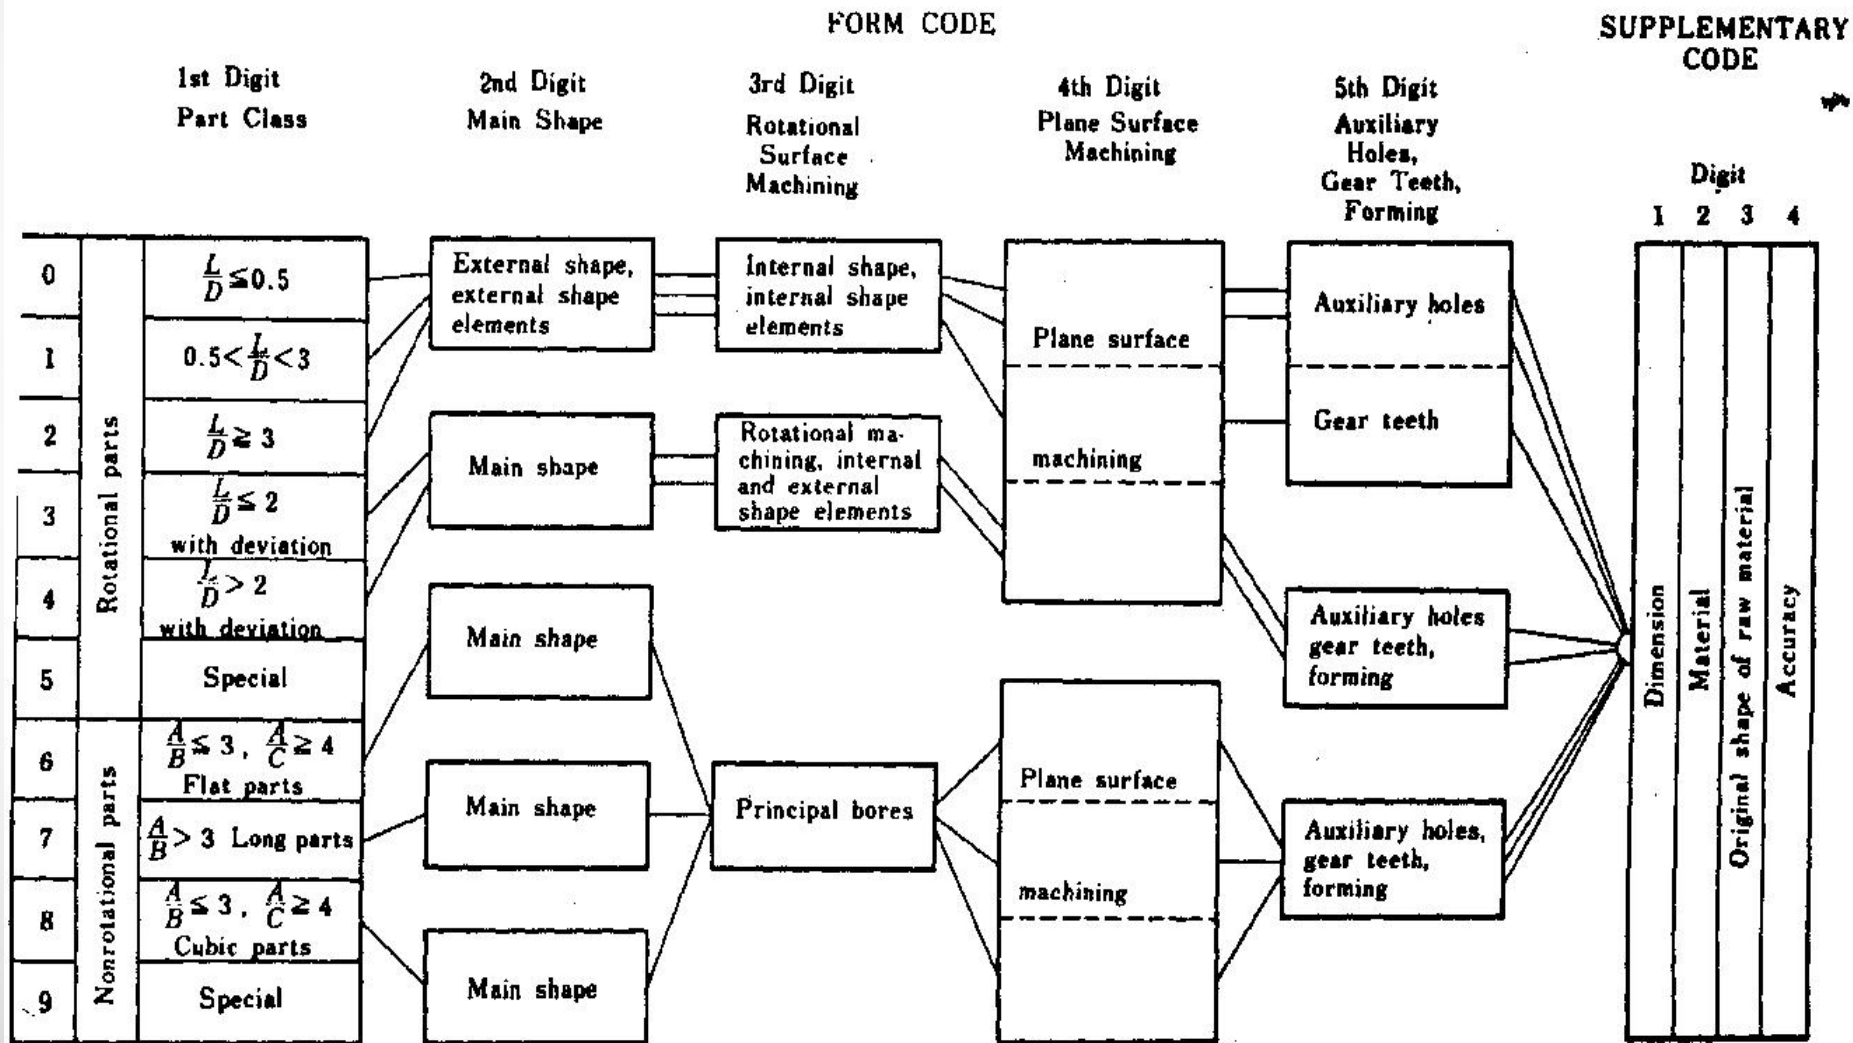 FORM CODE
SUPPLEMENTARY
CODE
1st Digit
Part Class
2nd Digit
Main Shape
3rd Digit
Rotational
Surface
Machining
4th Digit
Plane Surface
Machining
5th Digit
Auxiliary
Holes,
Gear Teeth,
Forming
Digit
1 2 3 4
0
1
2
3
4
5
6
7
8
9
Rotational parts
Nonrotational parts
L/D ≦ 0.5
0.5 < L/D < 3
L/D ≧ 3
L/D ≦ 2
with deviation
L/D > 2
with deviation
Special
A/B ≦ 3, A/C ≧ 4
Flat parts
A/B > 3 Long parts
A/B ≦ 3, A/C ≧ 4
Cubic parts
Special
External shape,
external shape
elements
Main shape
Main shape
Main shape
Main shape
Internal shape,
internal shape
elements
Rotational ma-
chining, internal
and external
shape elements
Principal bores
Plane surface
machining
Plane surface
machining
Auxiliary holes
Gear teeth
Auxiliary holes
gear teeth,
forming
Auxiliary holes,
gear teeth,
forming
Dimension
Material
Original shape of raw material
Accuracy